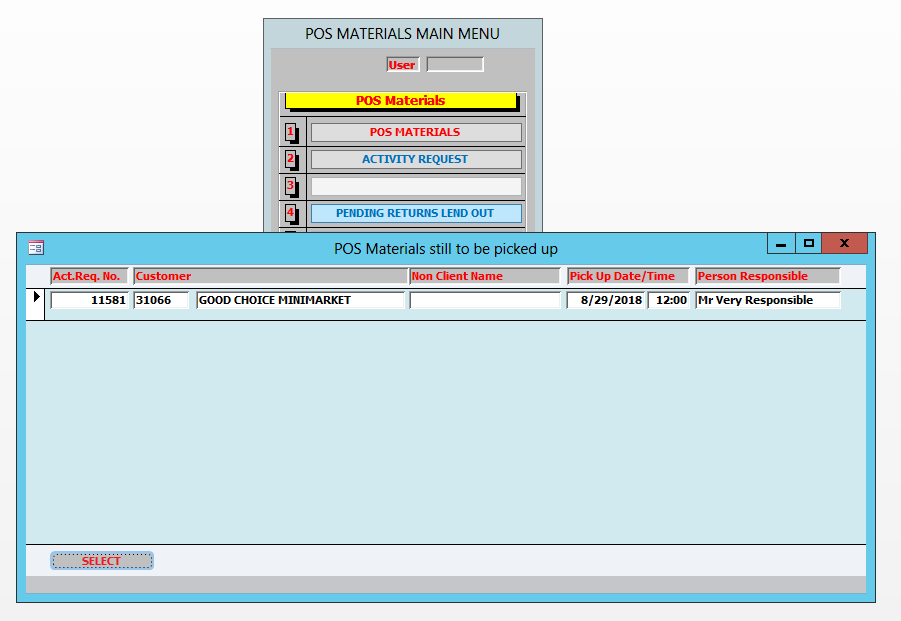 POS MATERIALS MAIN MENU
User
POS Materials
1 POS MATERIALS
2 ACTIVITY REQUEST
3
4 PENDING RETURNS LEND OUT
POS Materials still to be picked up
Act.Req. No. Customer Non Client Name Pick Up Date/Time Person Responsible
11581 31066 GOOD CHOICE MINIMARKET 8/29/2018 12:00 Mr Very Responsible
SELECT